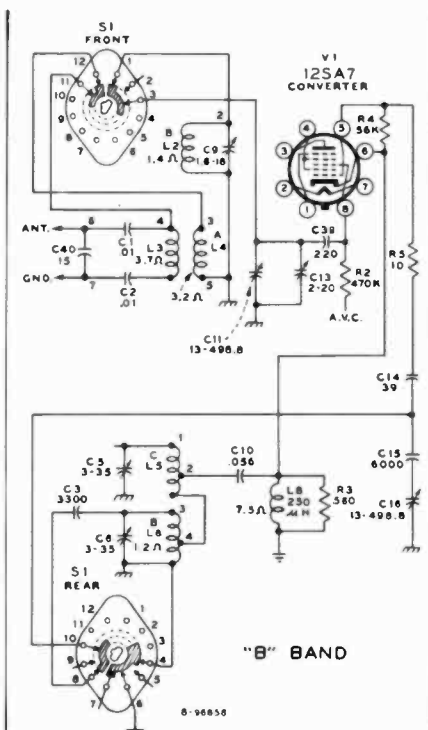 S1
FRONT
12
1
11
2
10
3
9
4
8
5
7
6
V1
12SA7
CONVERTER
R4
56K
4
5
3
6
2
7
1
8
B
L2
1.4Ω
2
C9
1.6-18
ANT.
6
C1
.01
4
3
A
L4
C40
15
L3
3.7Ω
GND.
7
C2
.01
5
3.2Ω
C11
13-498.8
C39
220
C13
2-20
R2
470K
A.V.C.
R5
10
C14
39
C15
6000
C16
13-498.8
C5
3-35
C
L5
1
2
C10
.056
C3
3300
C6
3-35
B
L6
1.2Ω
3
4
L8
250
μH
7.5Ω
R3
560
S1
REAR
12
1
11
2
10
3
9
4
8
5
7
6
"B" BAND
8-96858